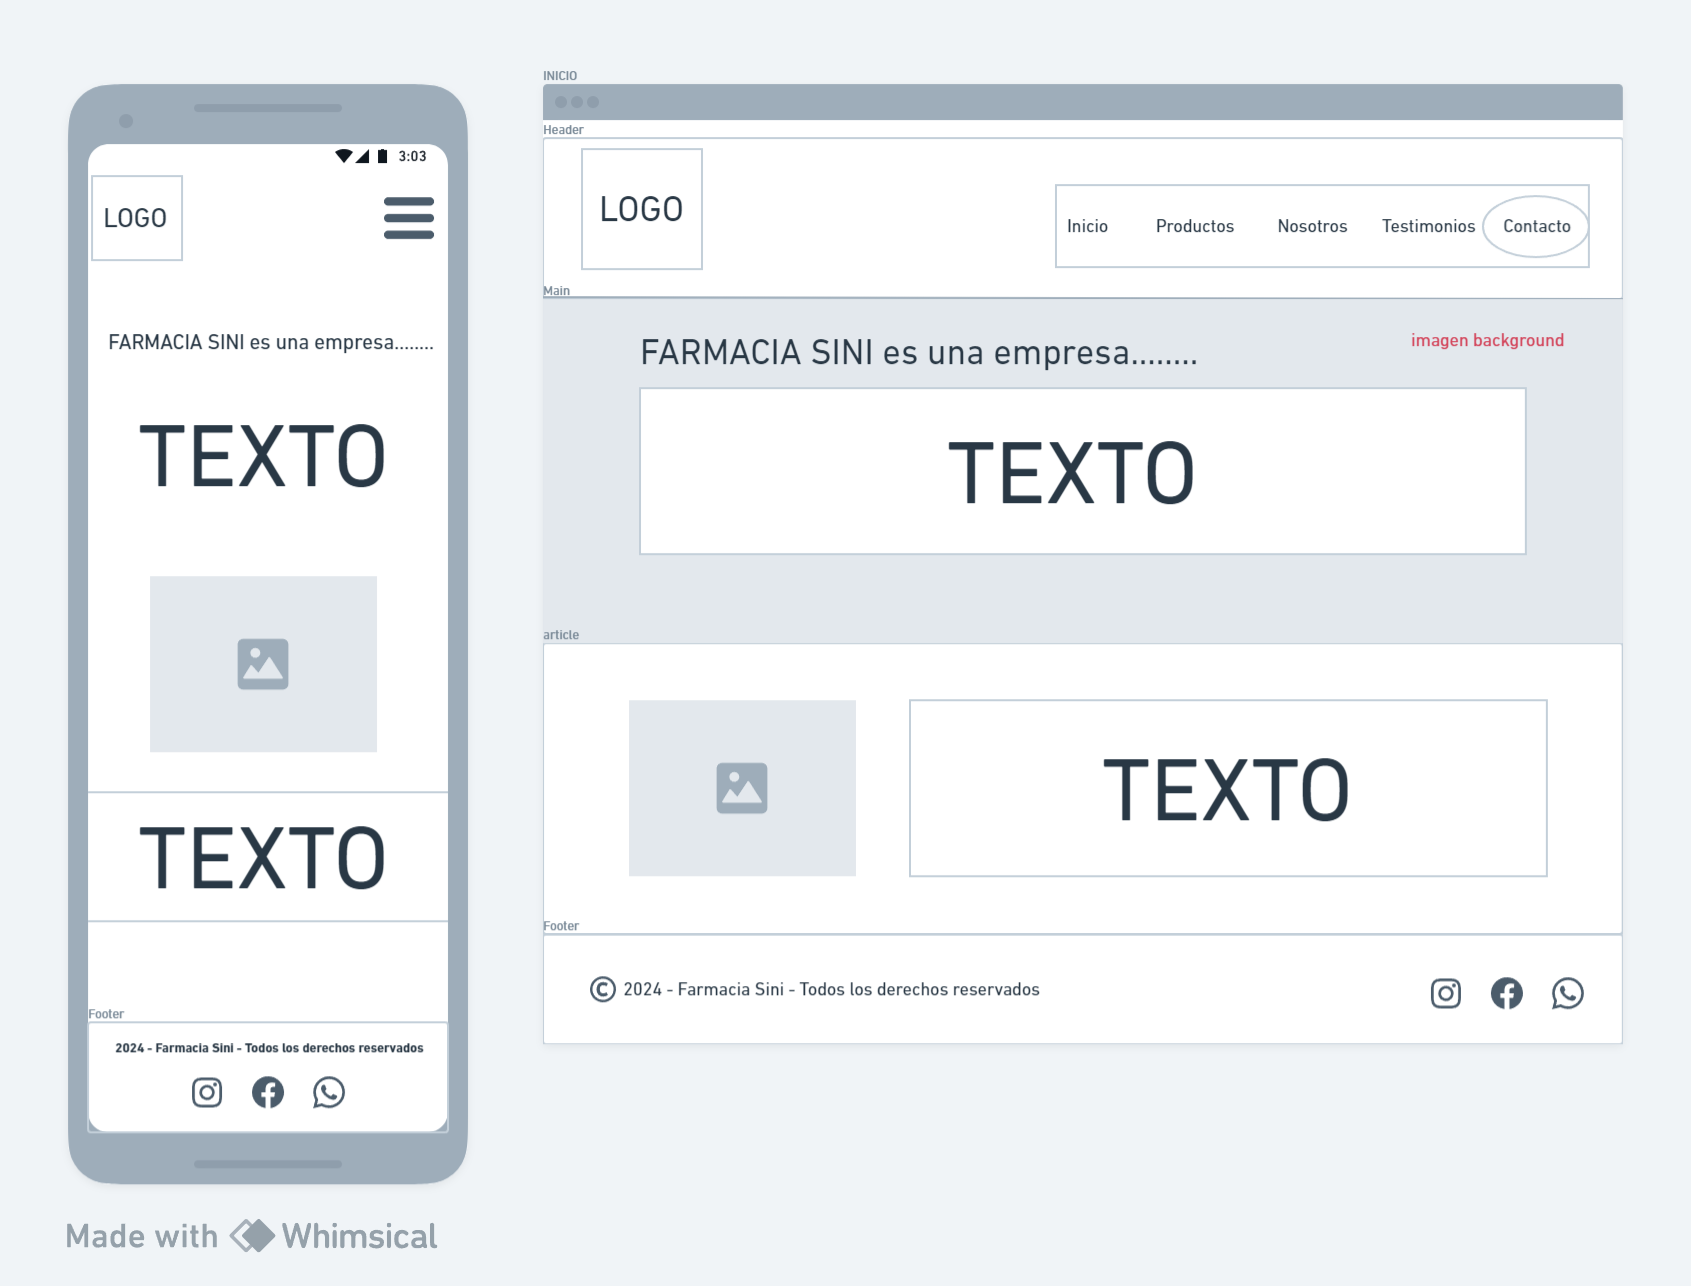 3:03
LOGO
FARMACIA SINI es una empresa........
TEXTO
TEXTO
Footer
2024 - Farmacia Sini - Todos los derechos reservados
INICIO
Header
LOGO
Inicio Productos Nosotros Testimonios Contacto
Main
FARMACIA SINI es una empresa........
imagen background
TEXTO
article
TEXTO
Footer
© 2024 - Farmacia Sini - Todos los derechos reservados
Made with Whimsical